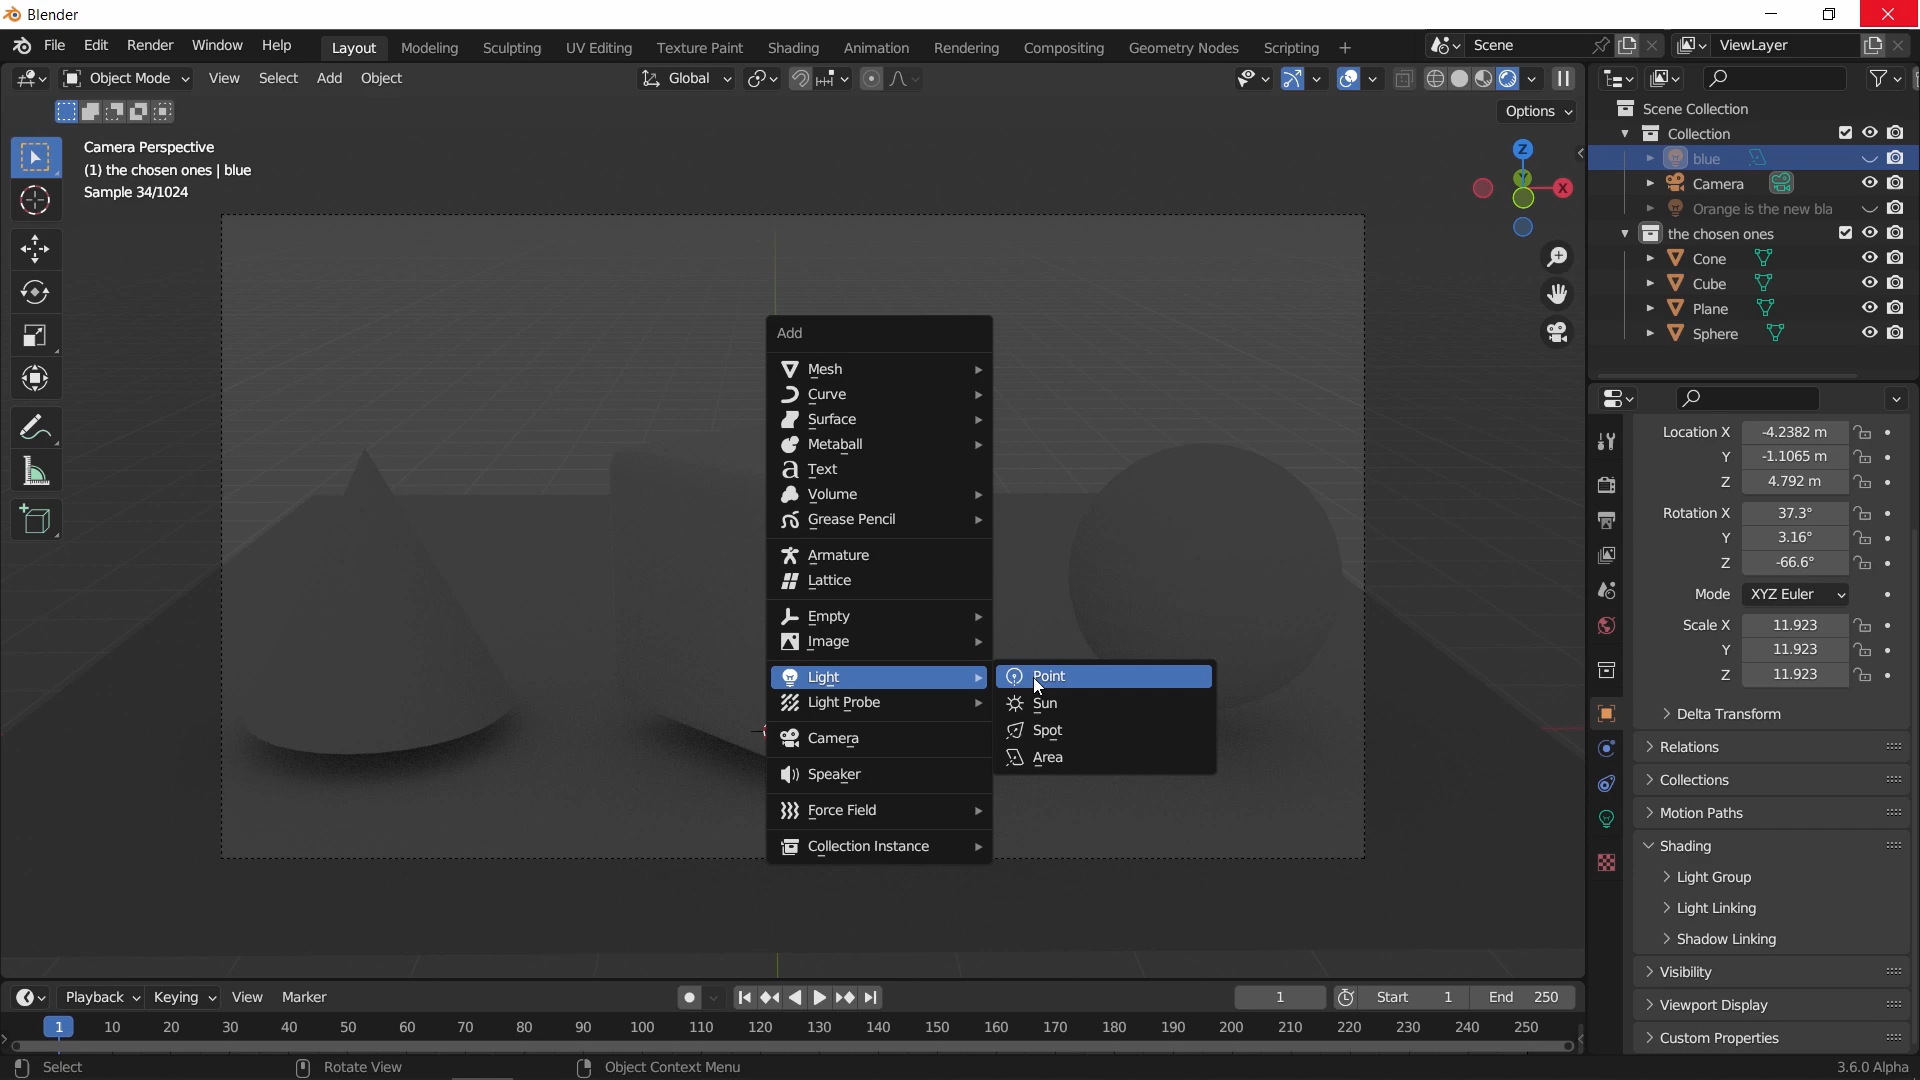 Blender
File Edit Render Window Help Layout Modeling Sculpting UV Editing Texture Paint Shading Animation Rendering Compositing Geometry Nodes Scripting + Scene ViewLayer
Object Mode View Select Add Object Global
Options
Camera Perspective
(1) the chosen ones | blue
Sample 34/1024
Z
X
Add
Mesh
Curve
Surface
Metaball
Text
Volume
Grease Pencil
Armature
Lattice
Empty
Image
Light
Light Probe
Camera
Speaker
Force Field
Collection Instance
Point
Sun
Spot
Area
Scene Collection
Collection
blue
Camera
Orange is the new bla
the chosen ones
Cone
Cube
Plane
Sphere
Location X -4.2382 m
Y -1.1065 m
Z 4.792 m
Rotation X 37.3°
Y 3.16°
Z -66.6°
Mode XYZ Euler
Scale X 11.923
Y 11.923
Z 11.923
Delta Transform
Relations
Collections
Motion Paths
Shading
Light Group
Light Linking
Shadow Linking
Visibility
Viewport Display
Custom Properties
Playback Keying View Marker 1 Start 1 End 250
1 10 20 30 40 50 60 70 80 90 100 110 120 130 140 150 160 170 180 190 200 210 220 230 240 250
Select Rotate View Object Context Menu 3.6.0 Alpha